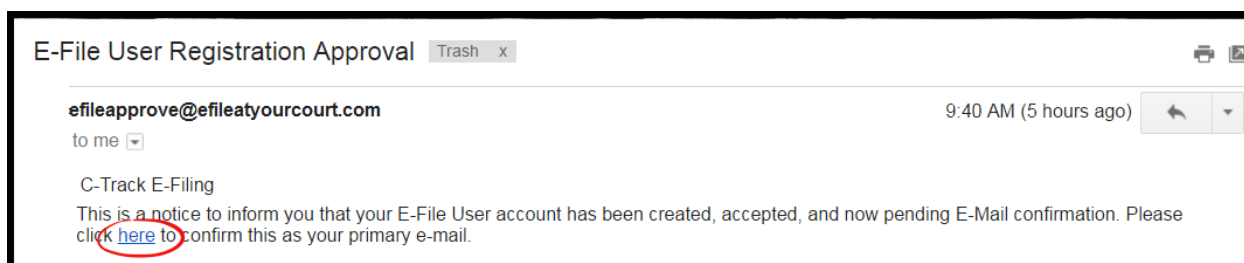 E-File User Registration Approval Trash x
efileapprove@efileatyourcourt.com 9:40 AM (5 hours ago)
to me
C-Track E-Filing
This is a notice to inform you that your E-File User account has been created, accepted, and now pending E-Mail confirmation. Please
click here to confirm this as your primary e-mail.